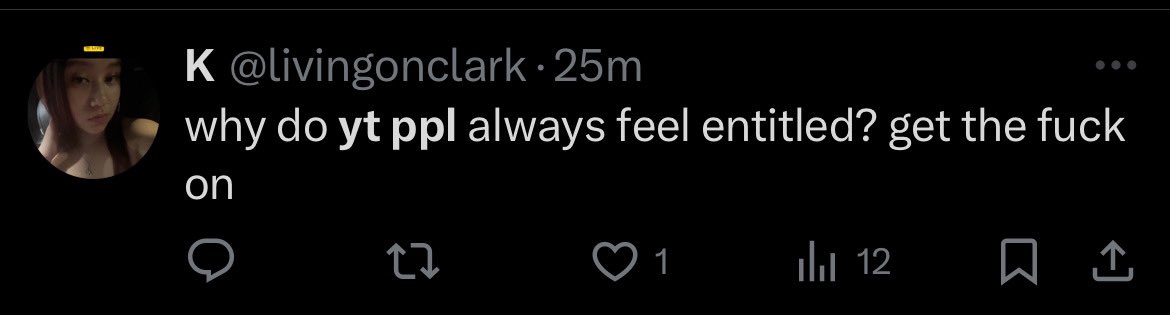 K @livingonclark · 25m
why do yt ppl always feel entitled? get the fuck
on
1 12